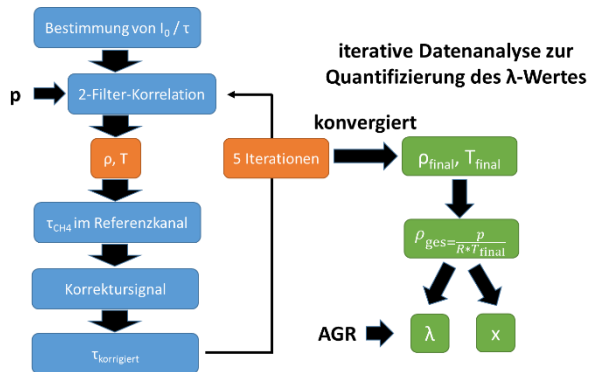 Bestimmung von I₀ / τ
p
2-Filter-Korrelation
ρ, T
τCH4 im Referenzkanal
Korrektursignal
τkorrigiert
5 Iterationen
iterative Datenanalyse zur
Quantifizierung des λ-Wertes
konvergiert
ρfinal, Tfinal
ρges=p/(R*Tfinal)
AGR
λ
x